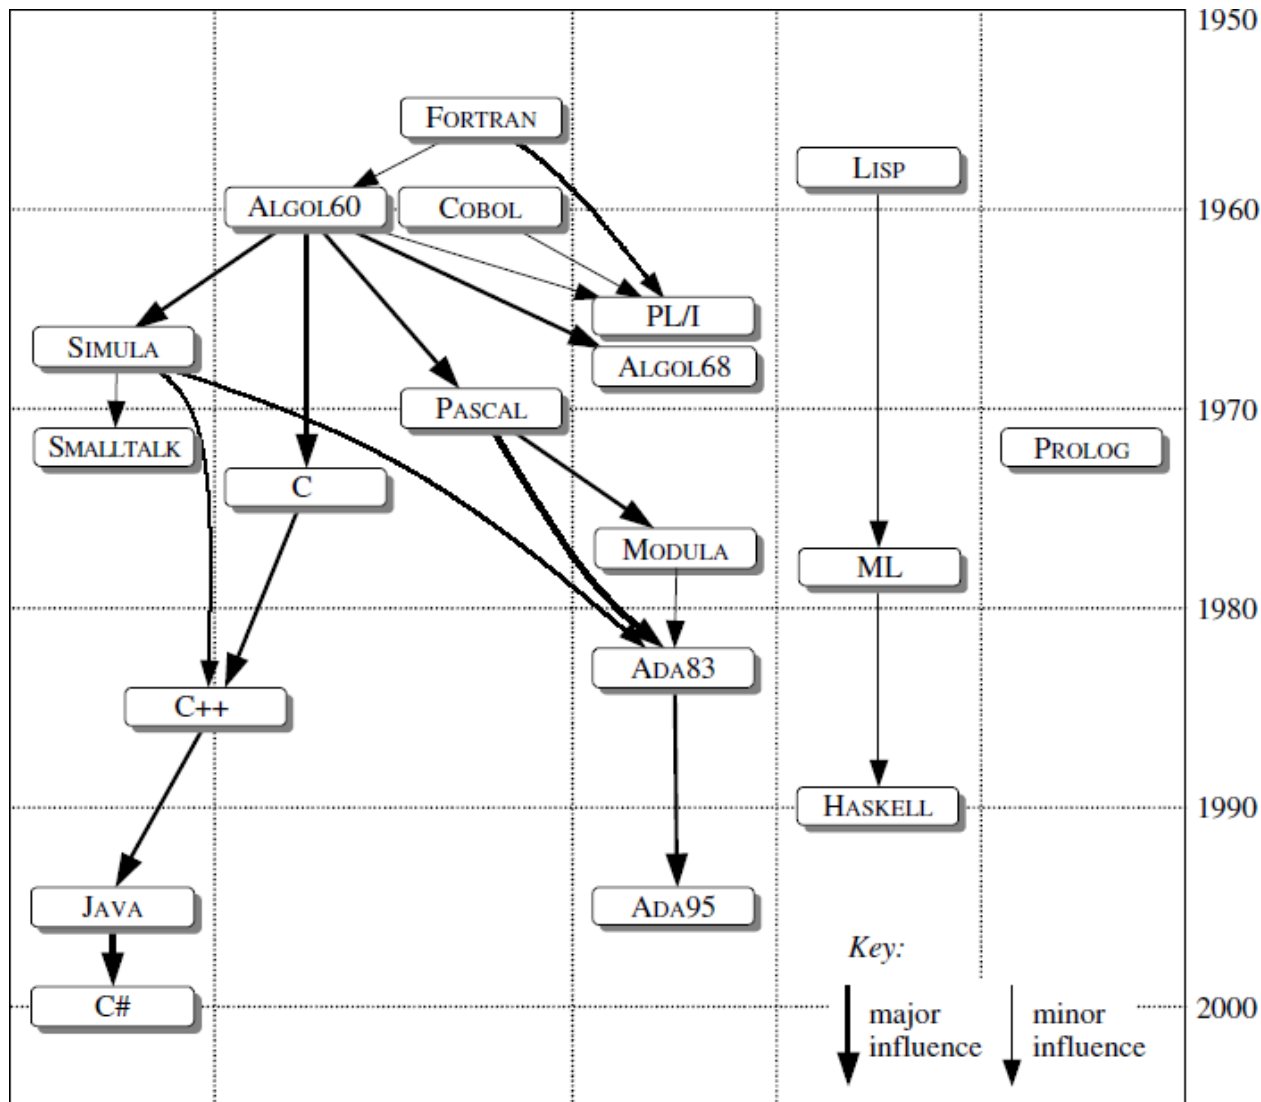 1950
FORTRAN
LISP
ALGOL60
COBOL
1960
PL/I
SIMULA
ALGOL68
PASCAL
1970
SMALLTALK
PROLOG
C
MODULA
ML
1980
ADA83
C++
HASKELL
1990
JAVA
ADA95
Key:
C#
2000
major
influence
minor
influence